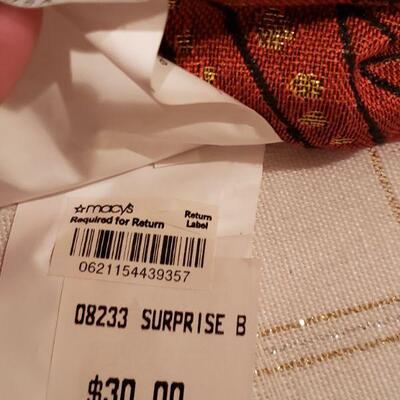 macy's
Required for Return
Return
Label
0621154439357
08233 SURPRISE B
$30.00